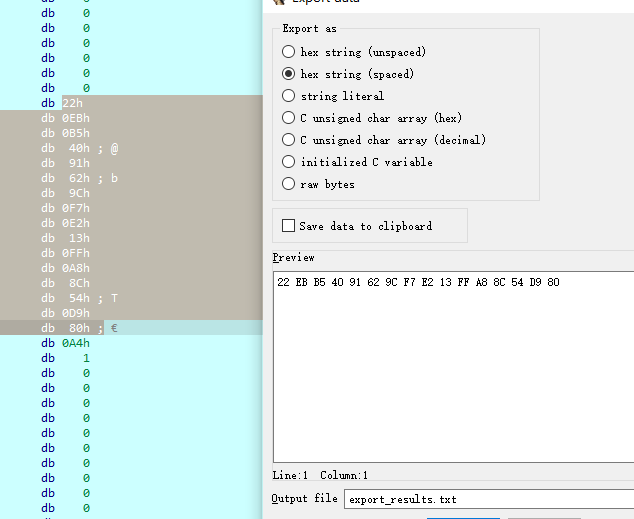 db 0
db 0
db 0
db 0
db 0
db 0
db 22h
db 0EBh
db 0B5h
db 40h ; @
db 91h
db 62h ; b
db 9Ch
db 0F7h
db 0E2h
db 13h
db 0FFh
db 0A8h
db 8Ch
db 54h ; T
db 0D9h
db 80h ; €
db 0A4h
db 1
db 0
db 0
db 0
db 0
db 0
db 0
db 0
db 0
db 0
db 0
Export data
Export as
hex string (unspaced)
hex string (spaced)
string literal
C unsigned char array (hex)
C unsigned char array (decimal)
initialized C variable
raw bytes
Save data to clipboard
Preview
22 EB B5 40 91 62 9C F7 E2 13 FF A8 8C 54 D9 80
Line:1 Column:1
Output file export_results.txt